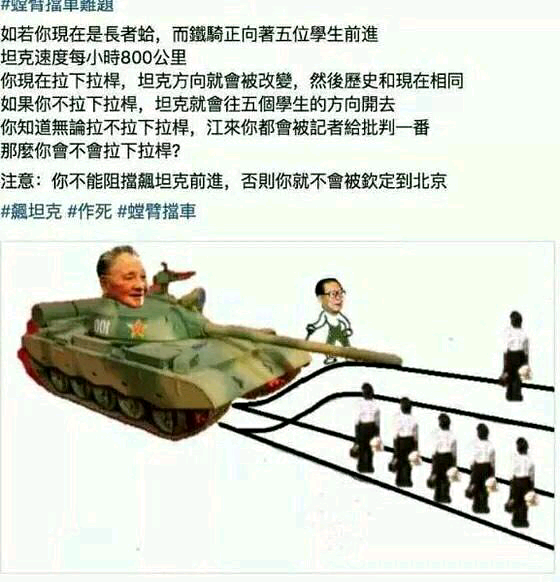 #螳臂擋車難題
如若你現在是長者蛤，而鐵騎正向著五位學生前進
坦克速度每小時800公里
你現在拉下拉桿，坦克方向就會被改變，然後歷史和現在相同
如果你不拉下拉桿，坦克就會往五個學生的方向開去
你知道無論拉不拉下拉桿，江來你都會被記者給批判一番
那麼你會不會拉下拉桿?
注意：你不能阻擋飆坦克前進，否則你就不會被欽定到北京
#飆坦克 #作死 #螳臂擋車
001